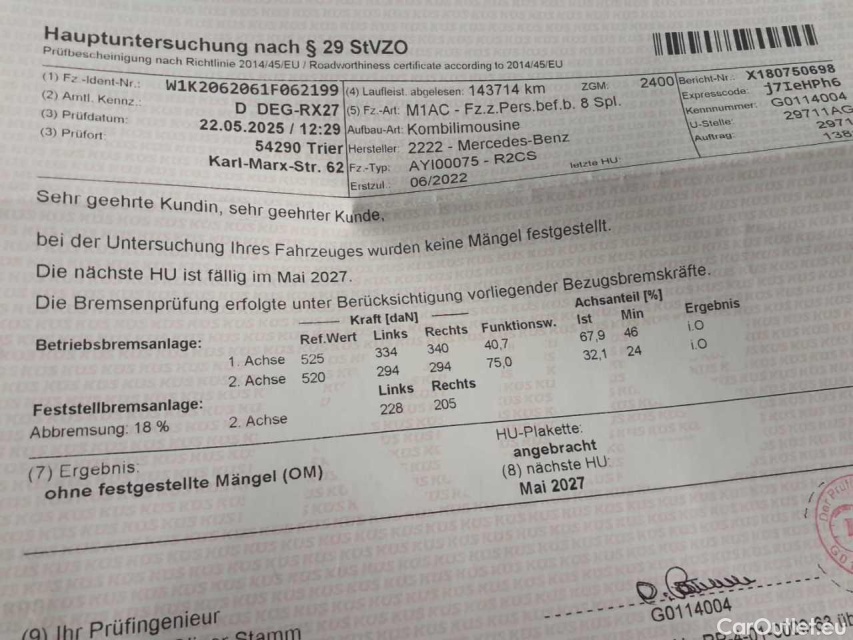 Hauptuntersuchung nach § 29 StVZO
Prüfbescheinigung nach Richtlinie 2014/45/EU / Roadworthiness certificate according to 2014/45/EU
(1) Fz.-Ident-Nr.: W1K2062061F062199 (4) Laufleist. abgelesen: 143714 km ZGM: 2400 Bericht-Nr.: X180750698
(2) Amtl. Kennz.: D DEG-RX27 (5) Fz.-Art: M1AC - Fz.z.Pers.bef.b. 8 Spl. Expresscode: j7IeHPh6
(3) Prüfdatum: 22.05.2025 / 12:29 Aufbau-Art: Kombilimousine Kennnummer: G0114004
(3) Prüfort: 54290 Trier Hersteller: 2222 - Mercedes-Benz U-Stelle: 29711AG
Karl-Marx-Str. 62 Fz.-Typ: AYI00075 - R2CS letzte HU: Auftrag: 2971
Erstzul.: 06/2022 138
Sehr geehrte Kundin, sehr geehrter Kunde,
bei der Untersuchung Ihres Fahrzeuges wurden keine Mängel festgestellt.
Die nächste HU ist fällig im Mai 2027.
Die Bremsenprüfung erfolgte unter Berücksichtigung vorliegender Bezugsbremskräfte.
Kraft [daN] Achsanteil [%]
Betriebsbremsanlage: Ref.Wert Links Rechts Funktionsw. Ist Min Ergebnis
1. Achse 525 334 340 40,7 67,9 46 i.O
2. Achse 520 294 294 75,0 32,1 24 i.O
Feststellbremsanlage: Links Rechts
Abbremsung: 18 % 2. Achse 228 205
(7) Ergebnis:
ohne festgestellte Mängel (OM)
HU-Plakette:
angebracht
(8) nächste HU:
Mai 2027
G0114004
(9) Ihr Prüfingenieur
Stamm
CarOutlet.eu